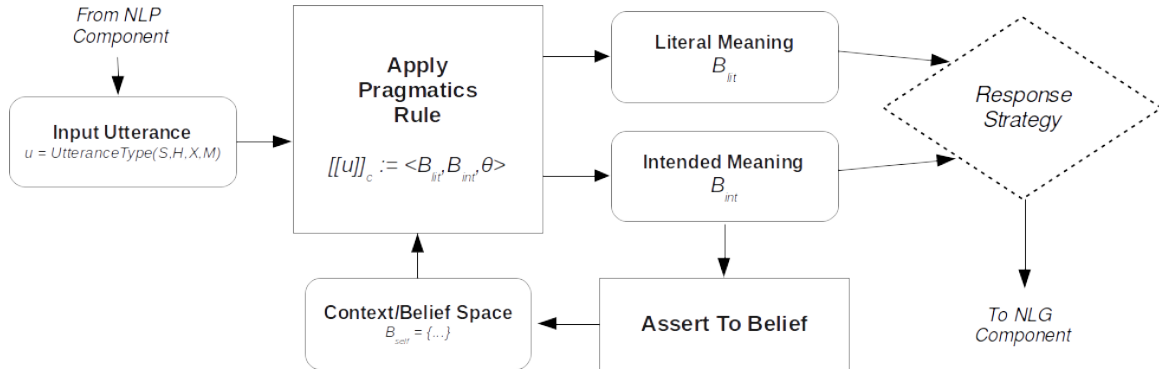 From NLP
Component
Input Utterance
u = UtteranceType(S,H,X,M)
Apply
Pragmatics
Rule
[[u]]c := <Blit,Bint,θ>
Literal Meaning
Blit
Intended Meaning
Bint
Response
Strategy
Context/Belief Space
Bself = {...}
Assert To Belief
To NLG
Component